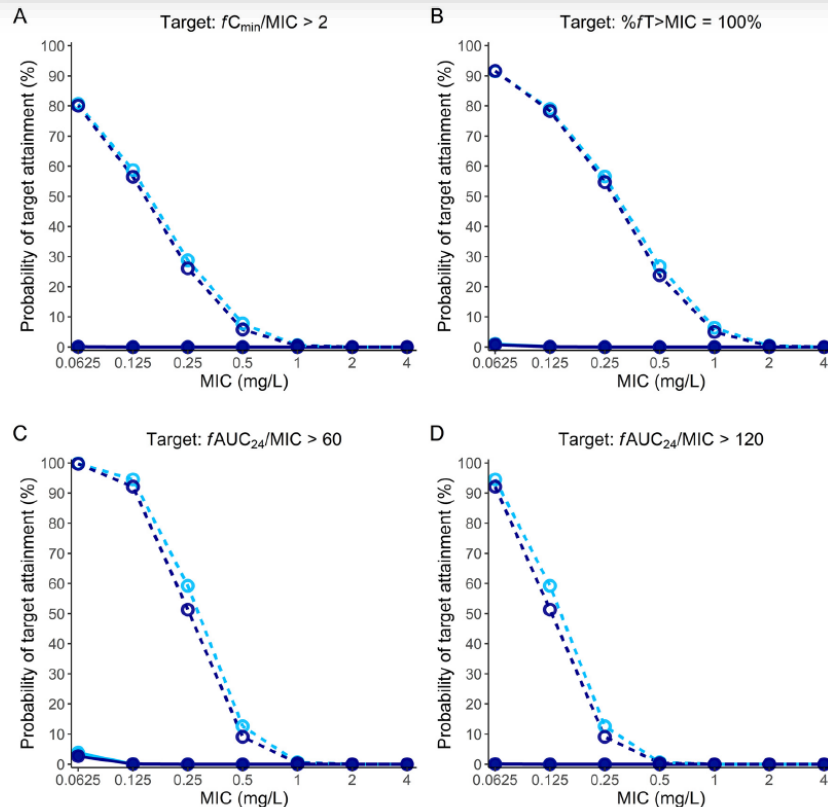 A
Target: fCmin/MIC > 2
Probability of target attainment (%)
100
90
80
70
60
50
40
30
20
10
0
0.0625 0.125 0.25 0.5 1 2 4
MIC (mg/L)
B
Target: %fT>MIC = 100%
Probability of target attainment (%)
100
90
80
70
60
50
40
30
20
10
0
0.0625 0.125 0.25 0.5 1 2 4
MIC (mg/L)
C
Target: fAUC24/MIC > 60
Probability of target attainment (%)
100
90
80
70
60
50
40
30
20
10
0
0.0625 0.125 0.25 0.5 1 2 4
MIC (mg/L)
D
Target: fAUC24/MIC > 120
Probability of target attainment (%)
100
90
80
70
60
50
40
30
20
10
0
0.0625 0.125 0.25 0.5 1 2 4
MIC (mg/L)